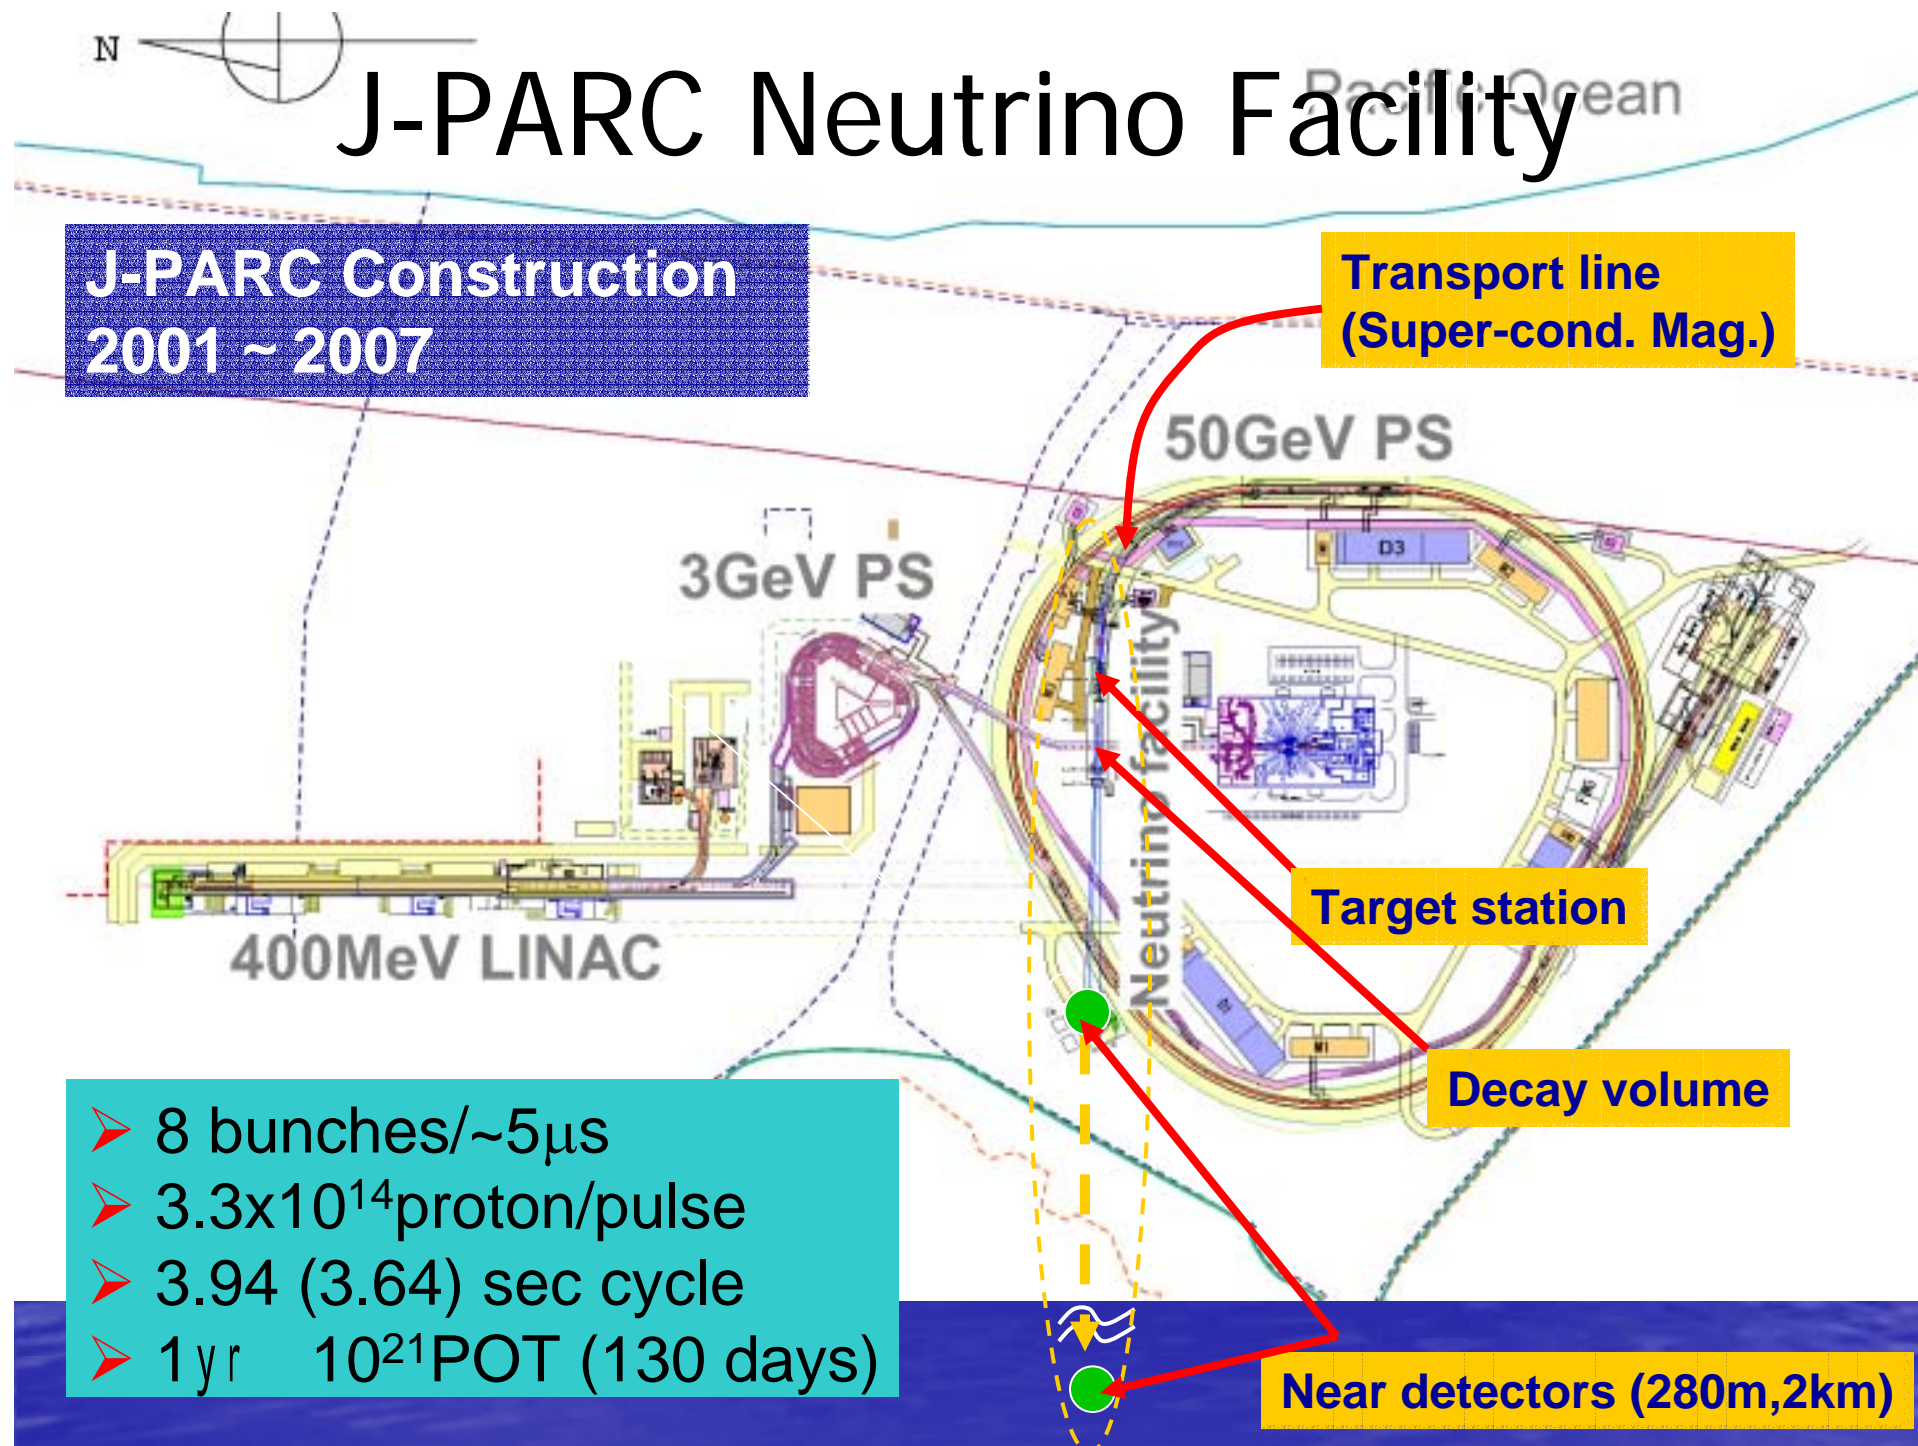 N
Pacific Ocean
J-PARC Neutrino Facility
J-PARC Construction
2001 ~ 2007
Transport line
(Super-cond. Mag.)
50GeV PS
D3
3GeV PS
Neutrino facility
Target station
400MeV LINAC
D1
M1
Decay volume
8 bunches/~5μs
3.3x10¹⁴proton/pulse
3.94 (3.64) sec cycle
1yr 10²¹POT (130 days)
Near detectors (280m,2km)